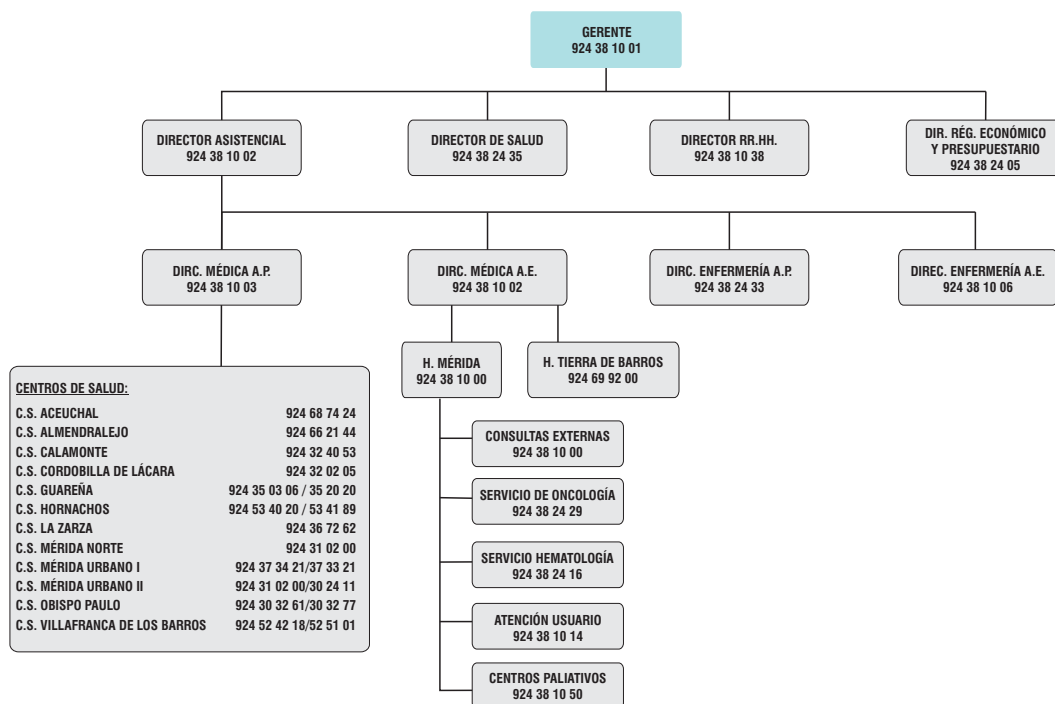 GERENTE
924 38 10 01
DIRECTOR ASISTENCIAL
924 38 10 02
DIRECTOR DE SALUD
924 38 24 35
DIRECTOR RR.HH.
924 38 10 38
DIR. RÉG. ECONÓMICO
Y PRESUPUESTARIO
924 38 24 05
DIRC. MÉDICA A.P.
924 38 10 03
DIRC. MÉDICA A.E.
924 38 10 02
DIRC. ENFERMERÍA A.P.
924 38 24 33
DIREC. ENFERMERÍA A.E.
924 38 10 06
H. MÉRIDA
924 38 10 00
H. TIERRA DE BARROS
924 69 92 00
CENTROS DE SALUD:
C.S. ACEUCHAL 924 68 74 24
C.S. ALMENDRALEJO 924 66 21 44
C.S. CALAMONTE 924 32 40 53
C.S. CORDOBILLA DE LÁCARA 924 32 02 05
C.S. GUAREÑA 924 35 03 06 / 35 20 20
C.S. HORNACHOS 924 53 40 20 / 53 41 89
C.S. LA ZARZA 924 36 72 62
C.S. MÉRIDA NORTE 924 31 02 00
C.S. MÉRIDA URBANO I 924 37 34 21/37 33 21
C.S. MÉRIDA URBANO II 924 31 02 00/30 24 11
C.S. OBISPO PAULO 924 30 32 61/30 32 77
C.S. VILLAFRANCA DE LOS BARROS 924 52 42 18/52 51 01
CONSULTAS EXTERNAS
924 38 10 00
SERVICIO DE ONCOLOGÍA
924 38 24 29
SERVICIO HEMATOLOGÍA
924 38 24 16
ATENCIÓN USUARIO
924 38 10 14
CENTROS PALIATIVOS
924 38 10 50